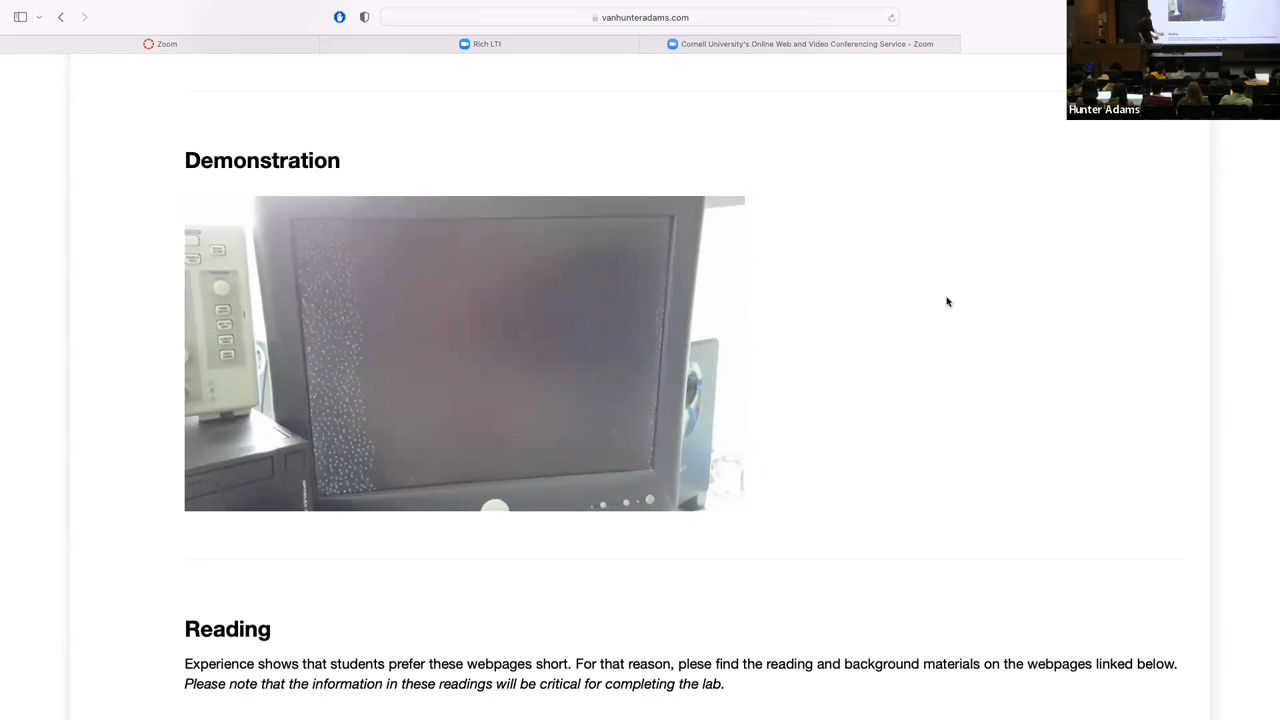 vanhunteradams.com
Zoom
Rich LTI
Cornell University's Online Web and Video Conferencing Service - Zoom
Hunter Adams
Demonstration
Reading
Experience shows that students prefer these webpages short. For that reason, plese find the reading and background materials on the webpages linked below.
Please note that the information in these readings will be critical for completing the lab.